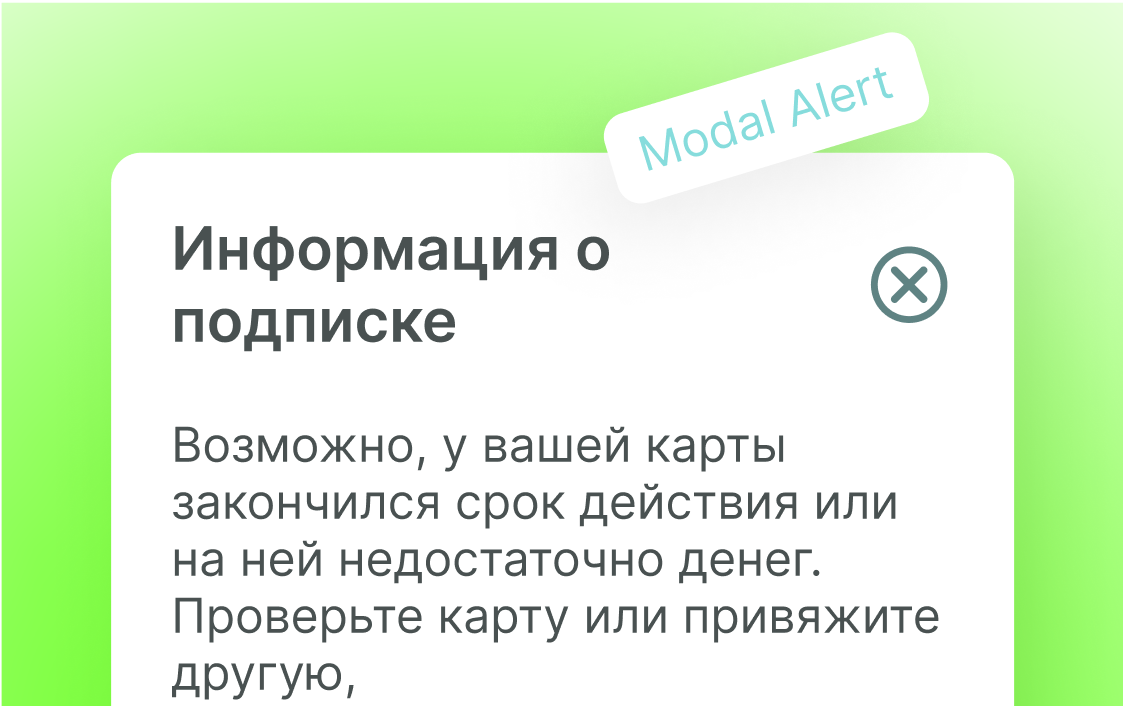 Modal Alert
Информация о
подписке
Возможно, у вашей карты
закончился срок действия или
на ней недостаточно денег.
Проверьте карту или привяжите
другую,